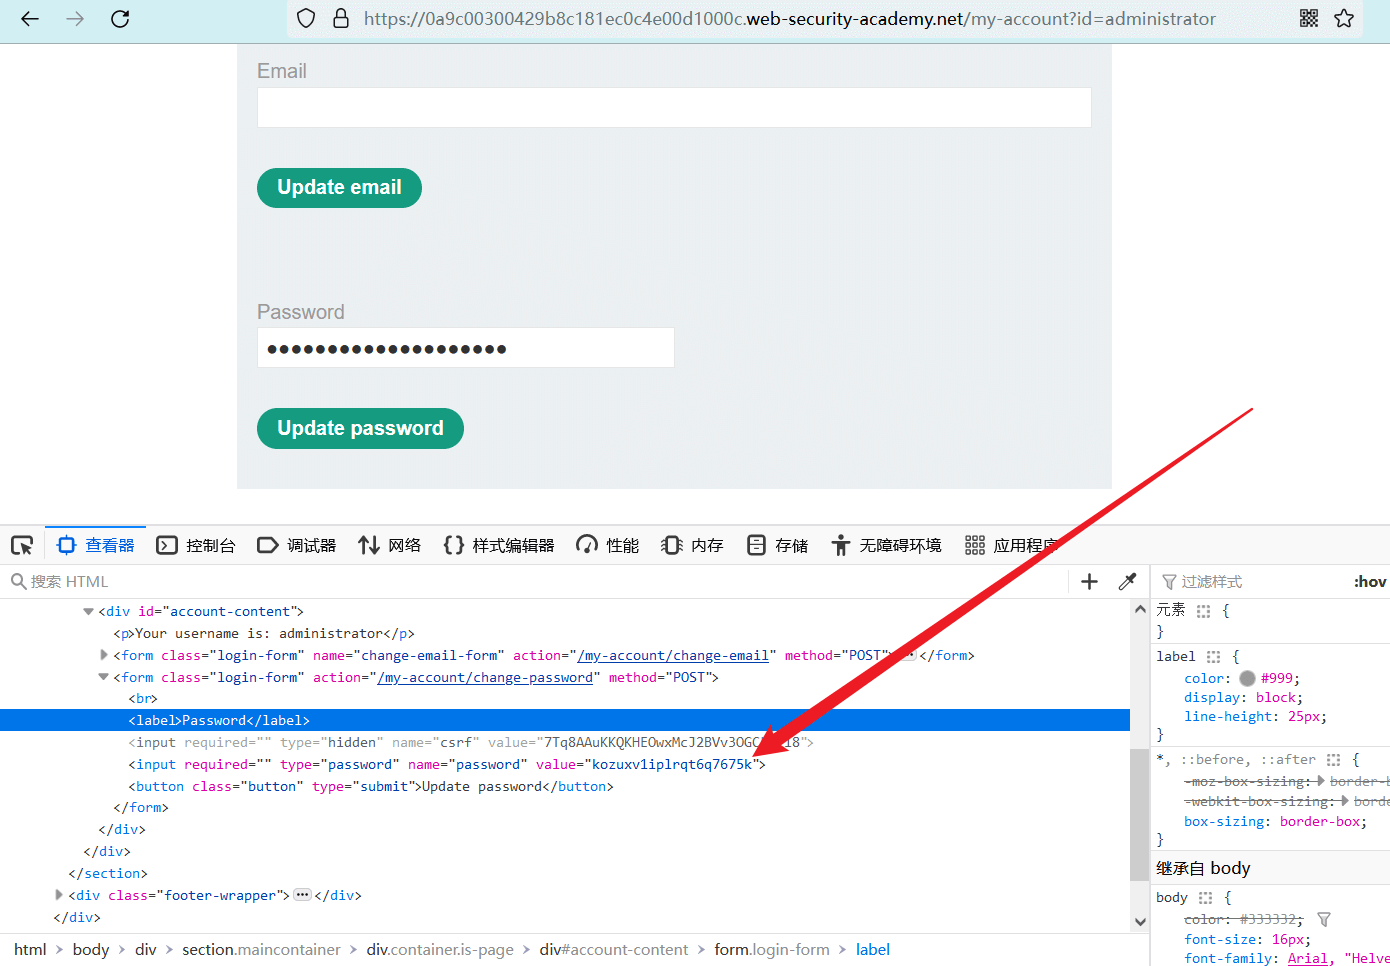 https://0a9c00300429b8c181ec0c4e00d1000c.web-security-academy.net/my-account?id=administrator
Email
Update email
Password
Update password
查看器 控制台 调试器 网络 样式编辑器 性能 内存 存储 无障碍环境 应用程序
搜索 HTML
<div id="account-content">
<p>Your username is: administrator</p>
<form class="login-form" name="change-email-form" action="/my-account/change-email" method="POST"> </form>
<form class="login-form" action="/my-account/change-password" method="POST">
<br>
<label>Password</label>
<input required="" type="hidden" name="csrf"
<input required="" type="password" name="password" value="kozuxv1iplrqt6q7675k">
<button class="button" type="submit">Update password</button>
</form>
</div>
</div>
</section>
<div class="footer-wrapper"> </div>
</div>
html > body > div > section.maincontainer > div.container.is-page > div#account-content > form.login-form > label
过滤样式 :hov
元素 {
}
label {
color: #999;
display: block;
line-height: 25px;
}
*, ::before, ::after {
-moz-box-sizing: border-b
-webkit-box-sizing: borde
box-sizing: border-box;
}
继承自 body
body {
color: #333332;
font-size: 16px;
font-family: Arial, "Helve